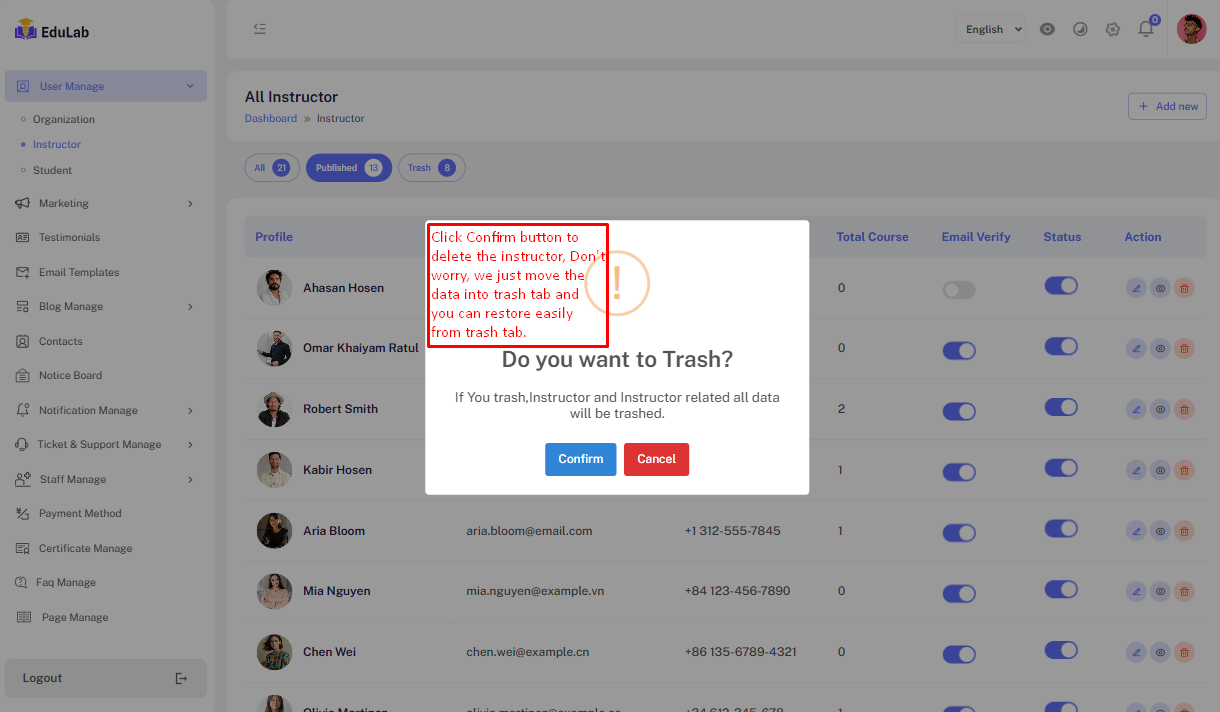 EduLab
English
0
User Manage
Organization
Instructor
Student
Marketing
Testimonials
Email Templates
Blog Manage
Contacts
Notice Board
Notification Manage
Ticket & Support Manage
Staff Manage
Payment Method
Certificate Manage
Faq Manage
Page Manage
Logout
All Instructor
Dashboard » Instructor
+ Add new
All 21
Published 13
Trash 8
Profile Total Course Email Verify Status Action
Ahasan Hosen 0
Omar Khaiyam Ratul 0
Robert Smith 2
Kabir Hosen 1
Aria Bloom aria.bloom@email.com +1 312-555-7845 1
Mia Nguyen mia.nguyen@example.vn +84 123-456-7890 0
Chen Wei chen.wei@example.cn +86 135-6789-4321 0
Click Confirm button to
delete the instructor, Don't
worry, we just move the
data into trash tab and
you can restore easily
from trash tab.
!
Do you want to Trash?
If You trash,Instructor and Instructor related all data
will be trashed.
Confirm
Cancel